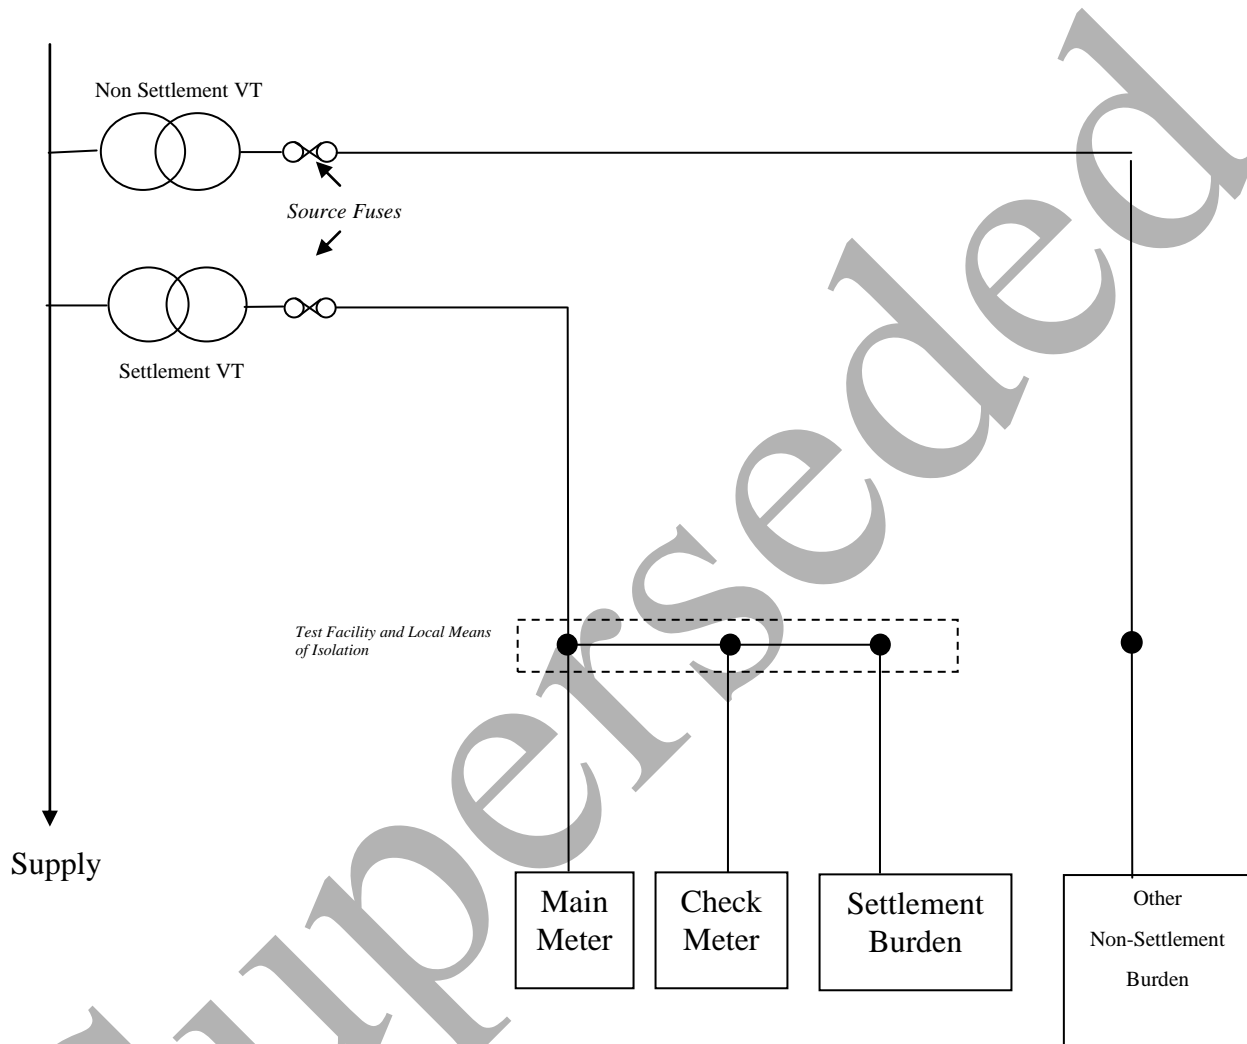 Non Settlement VT
Source Fuses
Settlement VT
Test Facility and Local Means
of Isolation
Supply
Main
Meter
Check
Meter
Settlement
Burden
Other
Non-Settlement
Burden
Superseded